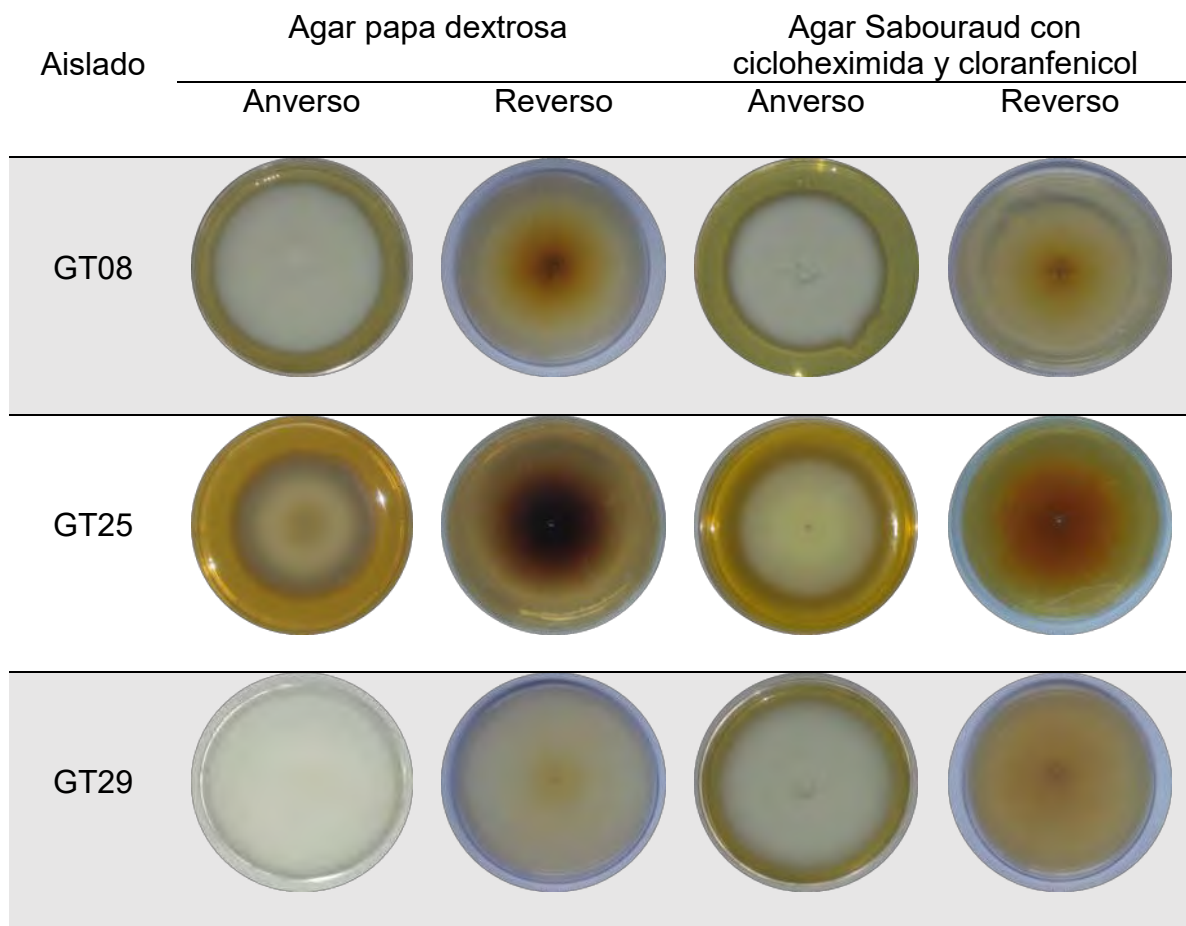 Aislado
Agar papa dextrosa
Agar Sabouraud con
cicloheximida y cloranfenicol
Anverso
Reverso
Anverso
Reverso
GT08
GT25
GT29